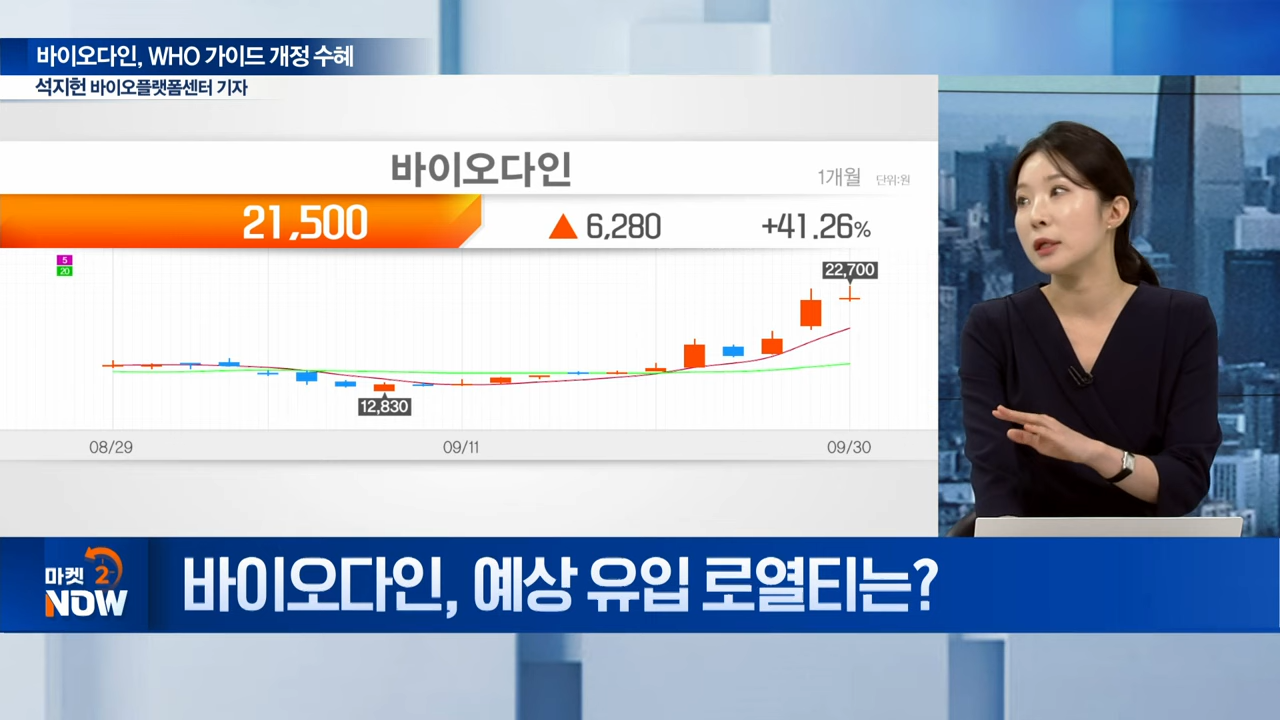 바이오다인, WHO 가이드 개정 수혜
석지헌 바이오플랫폼센터 기자
바이오다인
1개월 단위:원
21,500 ▲ 6,280 +41.26%
5
20
22,700
12,830
08/29 09/11 09/30
마켓 2
NOW
바이오다인, 예상 유입 로열티는?